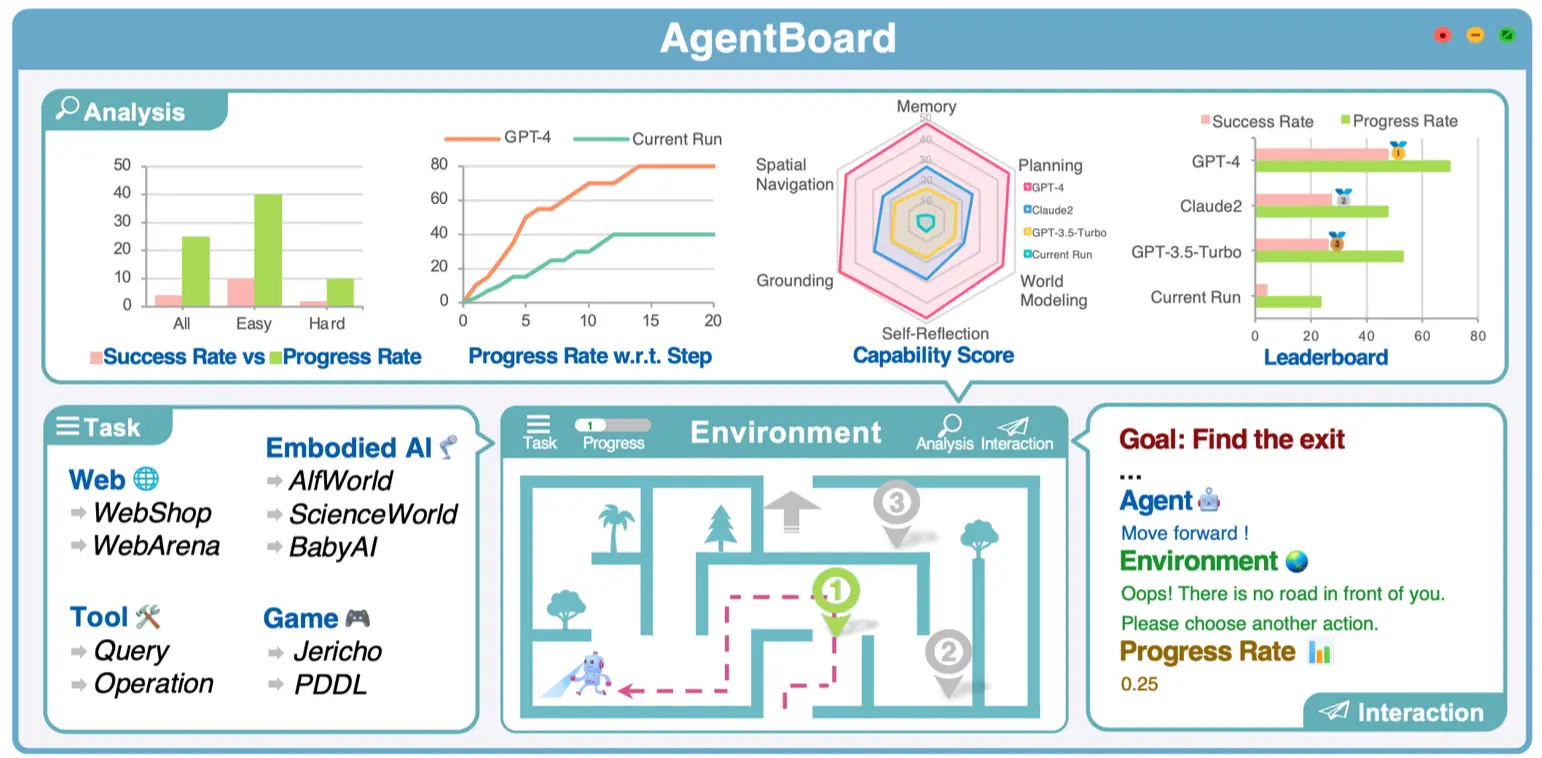 AgentBoard
Analysis
50
40
30
20
10
0
All Easy Hard
Success Rate vs Progress Rate
GPT-4 Current Run
80
60
40
20
0
0 5 10 15 20
Progress Rate w.r.t. Step
Memory
50
40
30
20
10
Spatial
Navigation
Planning
GPT-4
Claude2
GPT-3.5-Turbo
Current Run
Grounding
World
Modeling
Self-Reflection
Capability Score
Success Rate Progress Rate
GPT-4
1
Claude2
2
GPT-3.5-Turbo
3
Current Run
0 20 40 60 80
Leaderboard
Task
Web
WebShop
WebArena
Embodied AI
AlfWorld
ScienceWorld
BabyAI
Tool
Query
Operation
Game
Jericho
PDDL
Task
1
Progress
Environment
Analysis Interaction
3
1
2
Goal: Find the exit
...
Agent
Move forward !
Environment
Oops! There is no road in front of you.
Please choose another action.
Progress Rate
0.25
Interaction